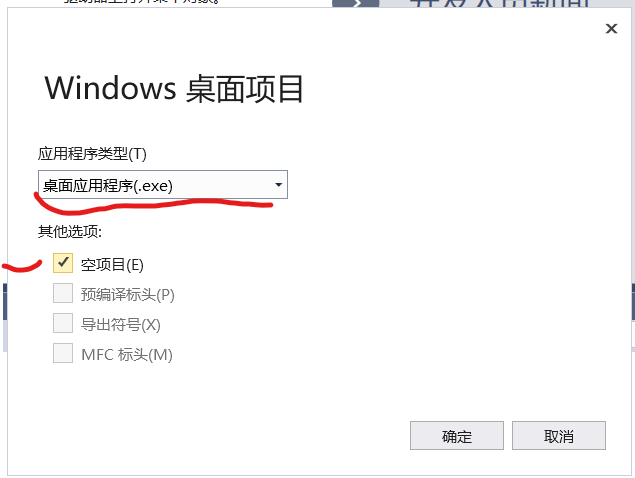 Windows 桌面项目
应用程序类型(T)
桌面应用程序(.exe)
其他选项:
空项目(E)
预编译标头(P)
导出符号(X)
MFC 标头(M)
确定
取消